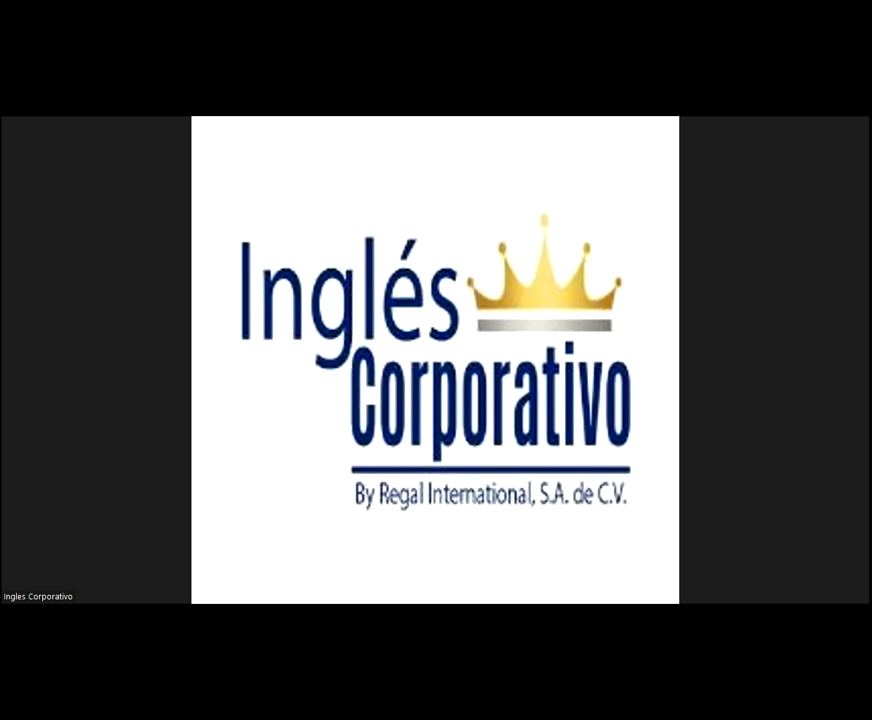 Inglés
Corporativo
By Regal International, S.A. de C.V.
Ingles Corporativo